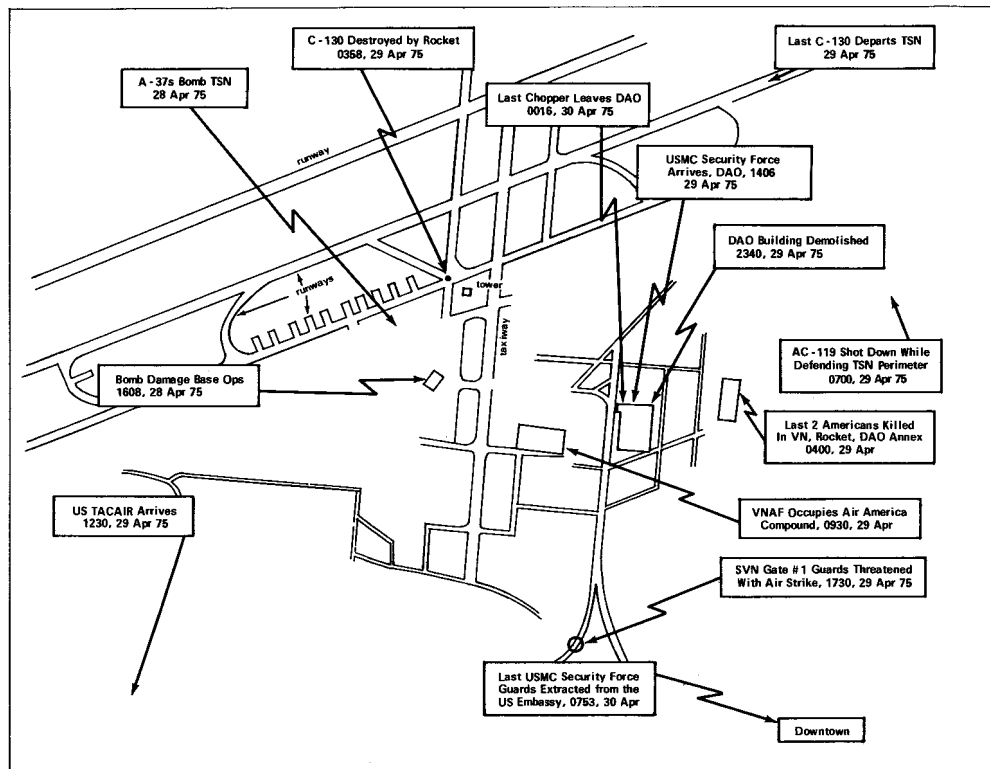 C-130 Destroyed by Rocket
0358, 29 Apr 75
Last C-130 Departs TSN
29 Apr 75
A-37s Bomb TSN
28 Apr 75
Last Chopper Leaves DAO
0016, 30 Apr 75
runway
USMC Security Force
Arrives, DAO, 1406
29 Apr 75
DAO Building Demolished
2340, 29 Apr 75
runways
tower
taxiway
AC-119 Shot Down While
Defending TSN Perimeter
0700, 29 Apr 75
Bomb Damage Base Ops
1608, 28 Apr 75
Last 2 Americans Killed
In VN, Rocket, DAO Annex
0400, 29 Apr
US TACAIR Arrives
1230, 29 Apr 75
VNAF Occupies Air America
Compound, 0930, 29 Apr
SVN Gate #1 Guards Threatened
With Air Strike, 1730, 29 Apr 75
Last USMC Security Force
Guards Extracted from the
US Embassy, 0753, 30 Apr
Downtown